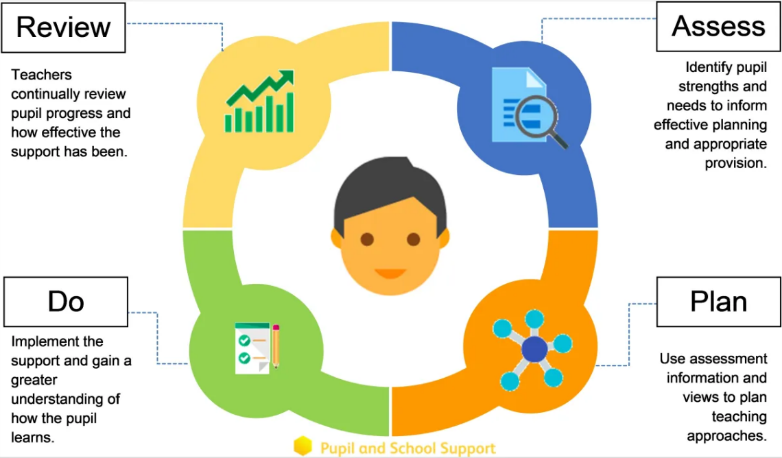 Review
Teachers
continually review
pupil progress and
how effective the
support has been.
Assess
Identify pupil
strengths and
needs to inform
effective planning
and appropriate
provision.
Do
Implement the
support and gain a
greater
understanding of
how the pupil
learns.
Plan
Use assessment
information and
views to plan
teaching
approaches.
Pupil and School Support